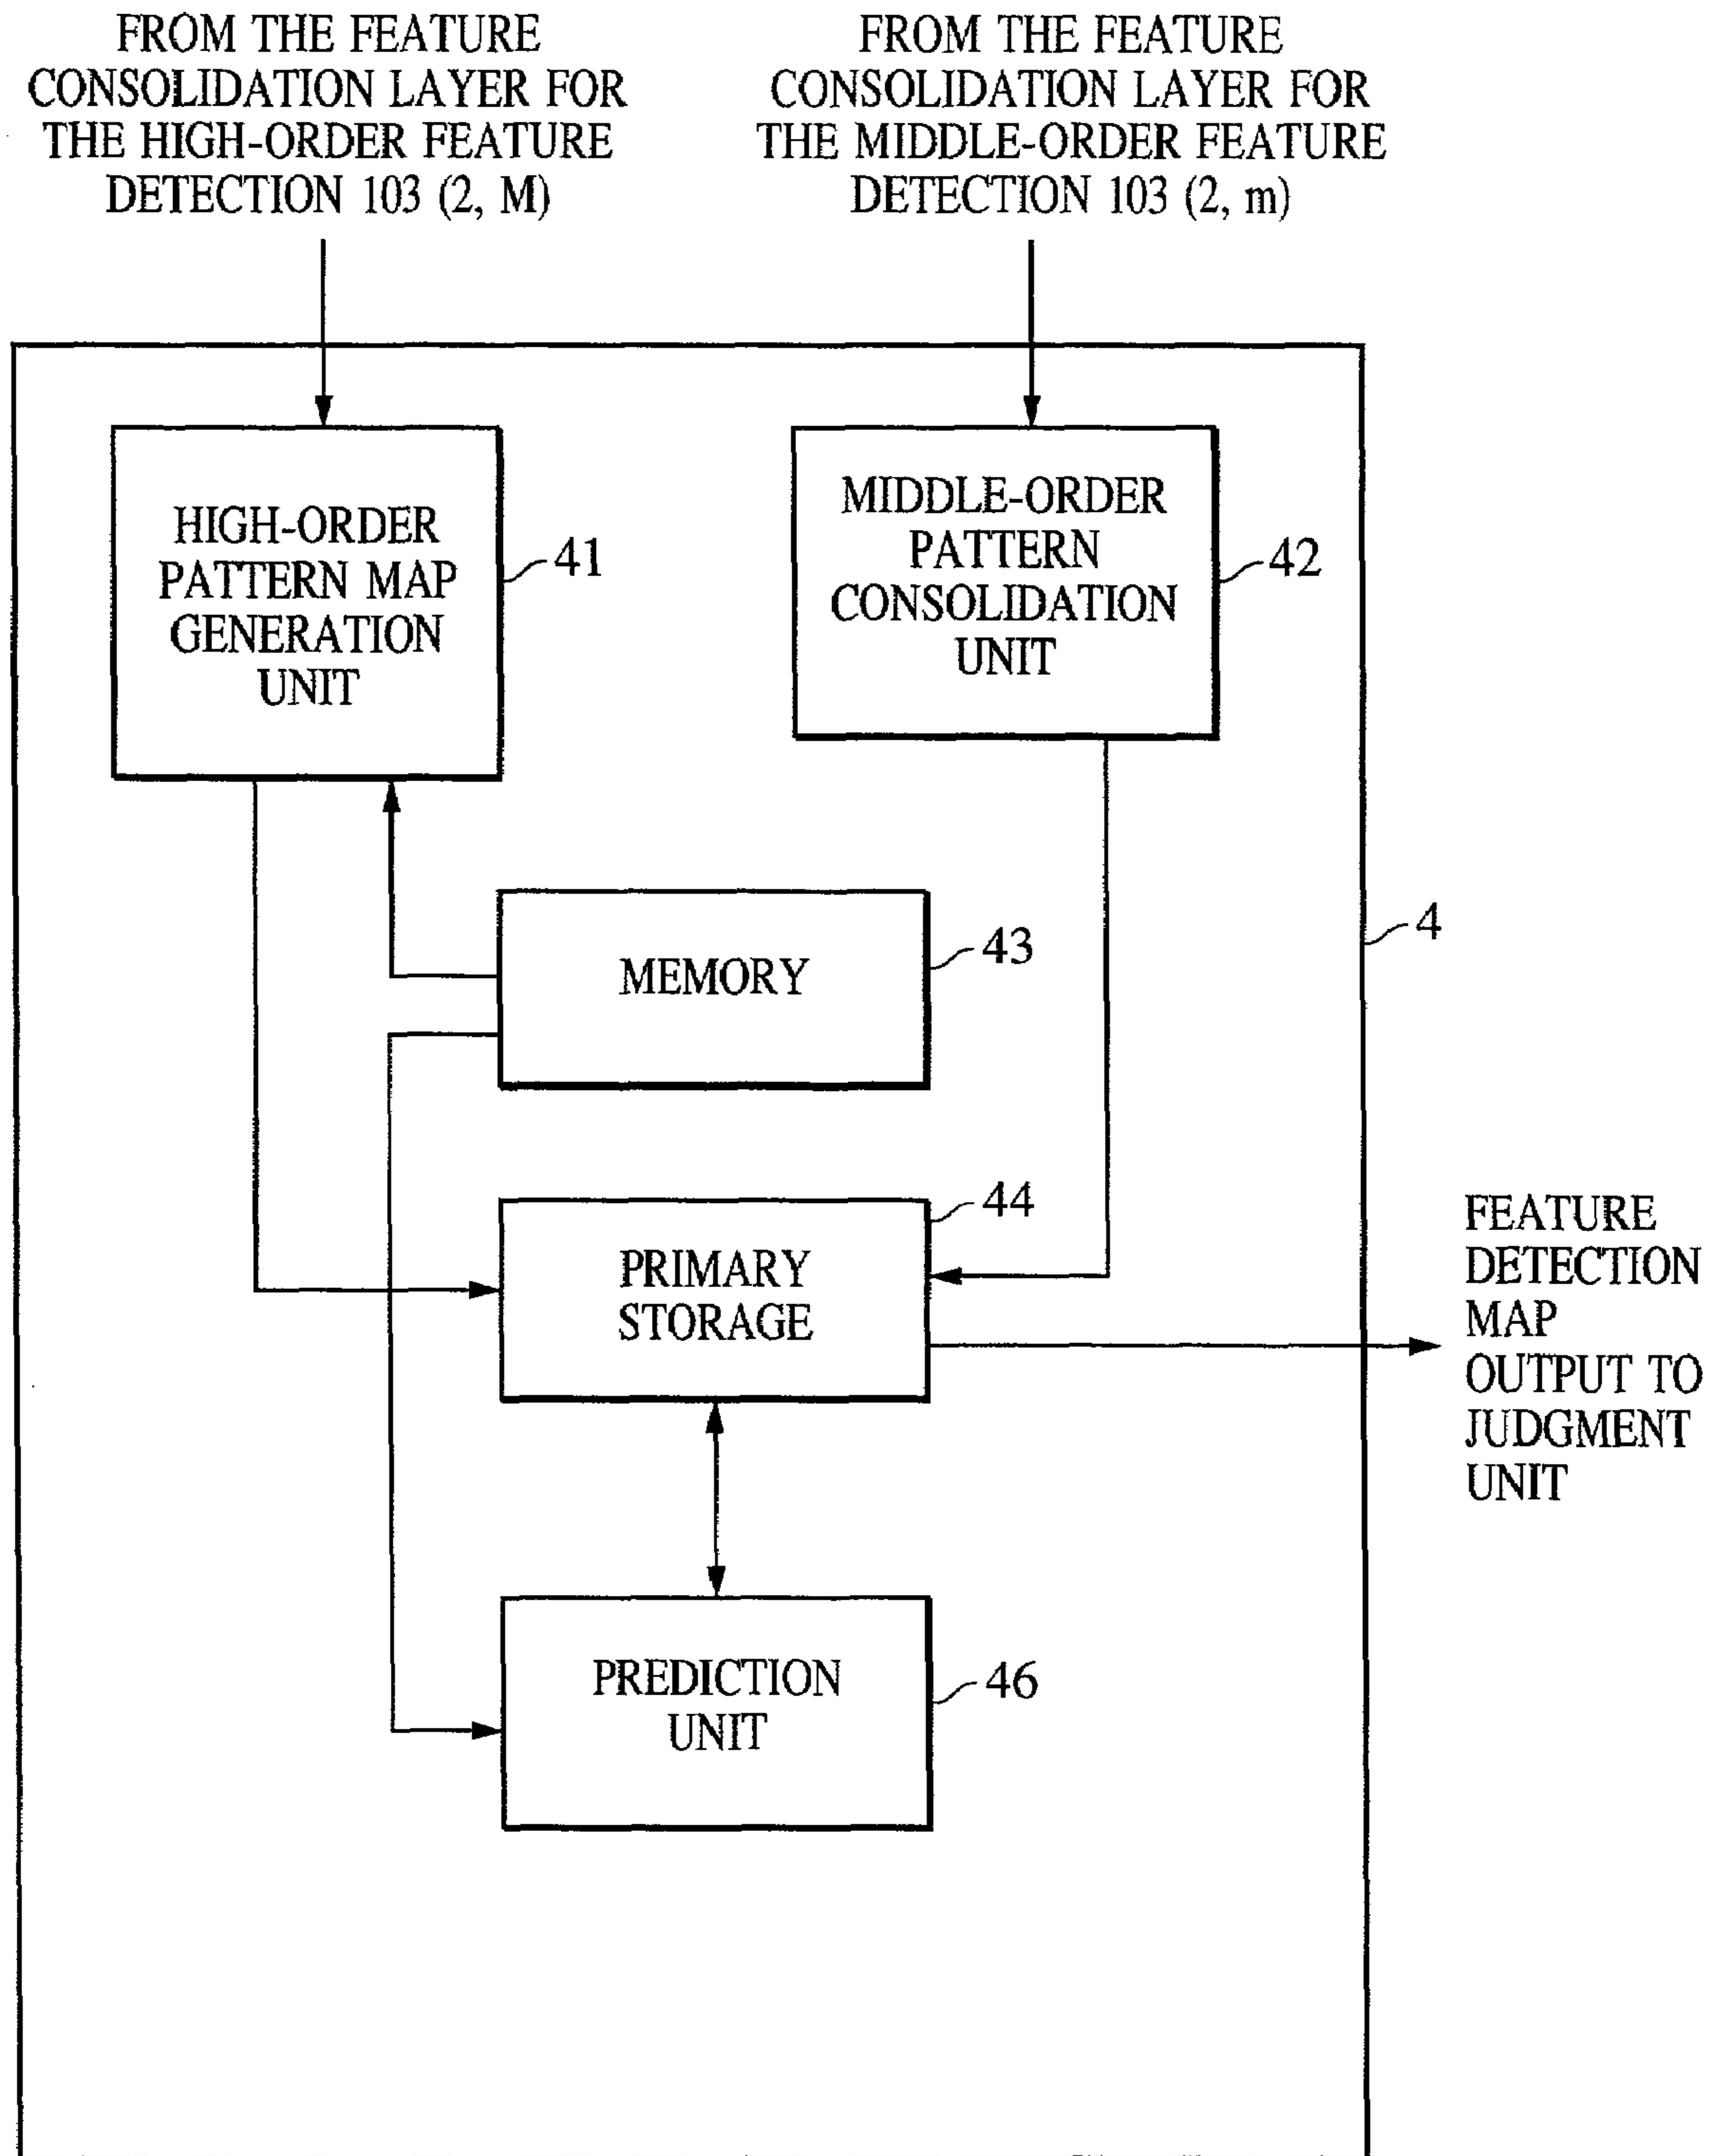 FROM THE FEATURE
CONSOLIDATION LAYER FOR
THE HIGH-ORDER FEATURE
DETECTION 103 (2, M)
FROM THE FEATURE
CONSOLIDATION LAYER FOR
THE MIDDLE-ORDER FEATURE
DETECTION 103 (2, m)
HIGH-ORDER
PATTERN MAP
GENERATION
UNIT
41
MIDDLE-ORDER
PATTERN
CONSOLIDATION
UNIT
42
MEMORY
43
4
PRIMARY
STORAGE
44
FEATURE
DETECTION
MAP
OUTPUT TO
JUDGMENT
UNIT
PREDICTION
UNIT
46